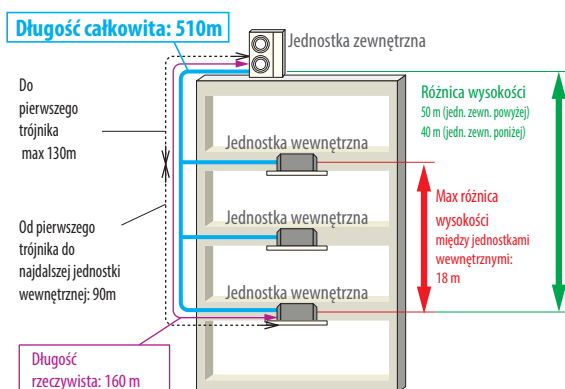 Długość całkowita: 510m
Jednostka zewnętrzna
Do
pierwszego
trójnika
max 130m
Różnica wysokości
50 m (jedn. zewn. powyżej)
40 m (jedn. zewn. poniżej)
Jednostka wewnętrzna
Max różnica
wysokości
między jednostkami
wewnętrznymi:
18 m
Jednostka wewnętrzna
Od pierwszego
trójnika do
najdalszej jednostki
wewnętrznej: 90m
Jednostka wewnętrzna
Długość
rzeczywista: 160 m